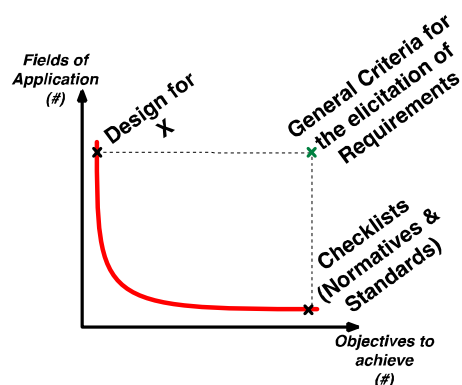 Fields of
Application
(#)
Design for
X
General Criteria for
the elicitation of
Requirements
Checklists
(Normatives &
Standards)
Objectives to
achieve
(#)